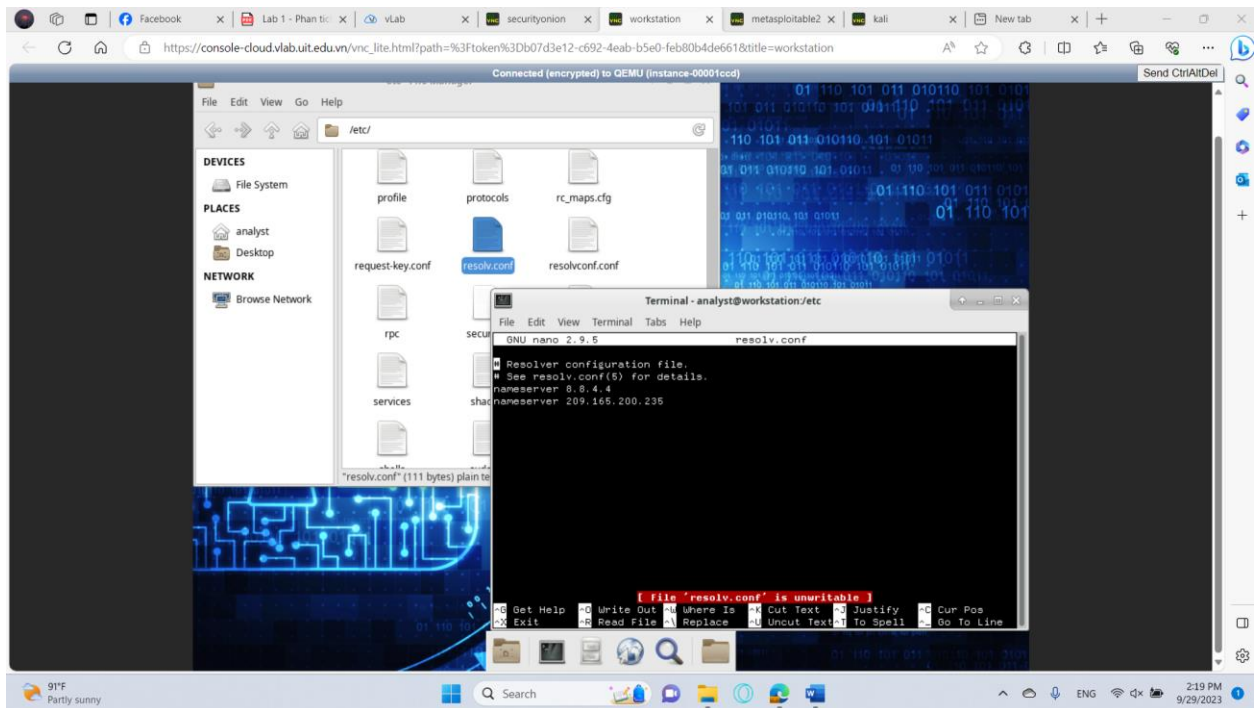 Facebook
Lab 1 - Phan tic
vLab
securityonion
workstation
metasploitable2
kali
New tab
https://console-cloud.vlab.uit.edu.vn/vnc_lite.html?path=%3Ftoken%3Db07d3e12-c692-4eab-b5e0-feb80b4de661&title=workstation
Connected (encrypted) to QEMU (instance-00001ccd)
Send CtrlAltDel
File Edit View Go Help
/etc/
DEVICES
File System
PLACES
analyst
Desktop
NETWORK
Browse Network
profile protocols rc_maps.cfg
request-key.conf resolv.conf resolvconf.conf
rpc secur
services shad
"resolv.conf" (111 bytes) plain te
Terminal - analyst@workstation:/etc
File Edit View Terminal Tabs Help
GNU nano 2.9.5 resolv.conf
# Resolver configuration file.
# See resolv.conf(5) for details.
nameserver 8.8.4.4
nameserver 209.165.200.235
[ File 'resolv.conf' is unwritable ]
^G Get Help ^O Write Out ^W Where Is ^K Cut Text ^J Justify ^C Cur Pos
^X Exit ^R Read File ^\ Replace ^U Uncut Text ^T To Spell ^_ Go To Line
91°F
Partly sunny
Search
ENG
2:19 PM
9/29/2023